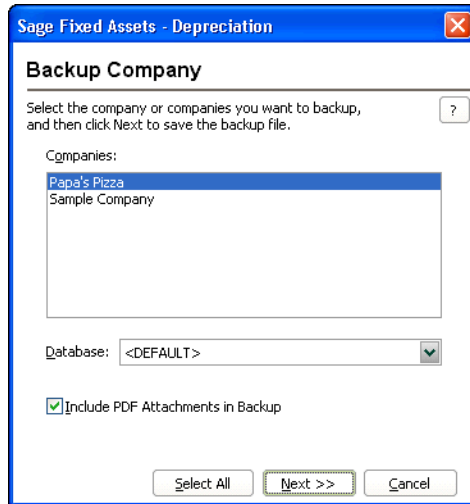 Sage Fixed Assets - Depreciation
Backup Company
Select the company or companies you want to backup,
and then click Next to save the backup file.
?
Companies:
Papa's Pizza
Sample Company
Database: <DEFAULT>
Include PDF Attachments in Backup
Select All Next >> Cancel